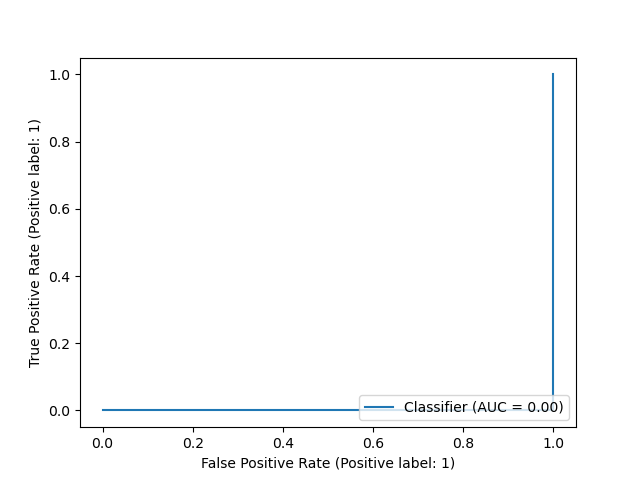 True Positive Rate (Positive label: 1)
1.0
0.8
0.6
0.4
0.2
0.0
Classifier (AUC = 0.00)
0.0 0.2 0.4 0.6 0.8 1.0
False Positive Rate (Positive label: 1)